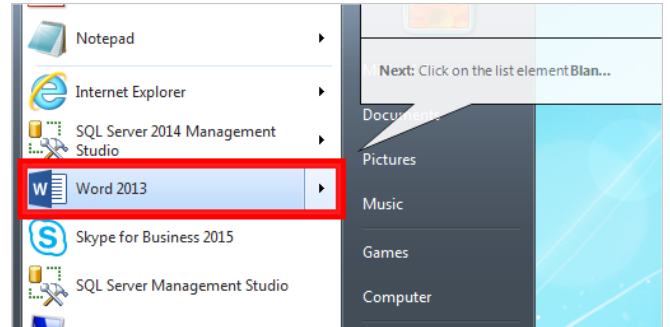 Notepad
Internet Explorer
SQL Server 2014 Management
Studio
Word 2013
Skype for Business 2015
SQL Server Management Studio
Next: Click on the list element Blan...
Documents
Pictures
Music
Games
Computer